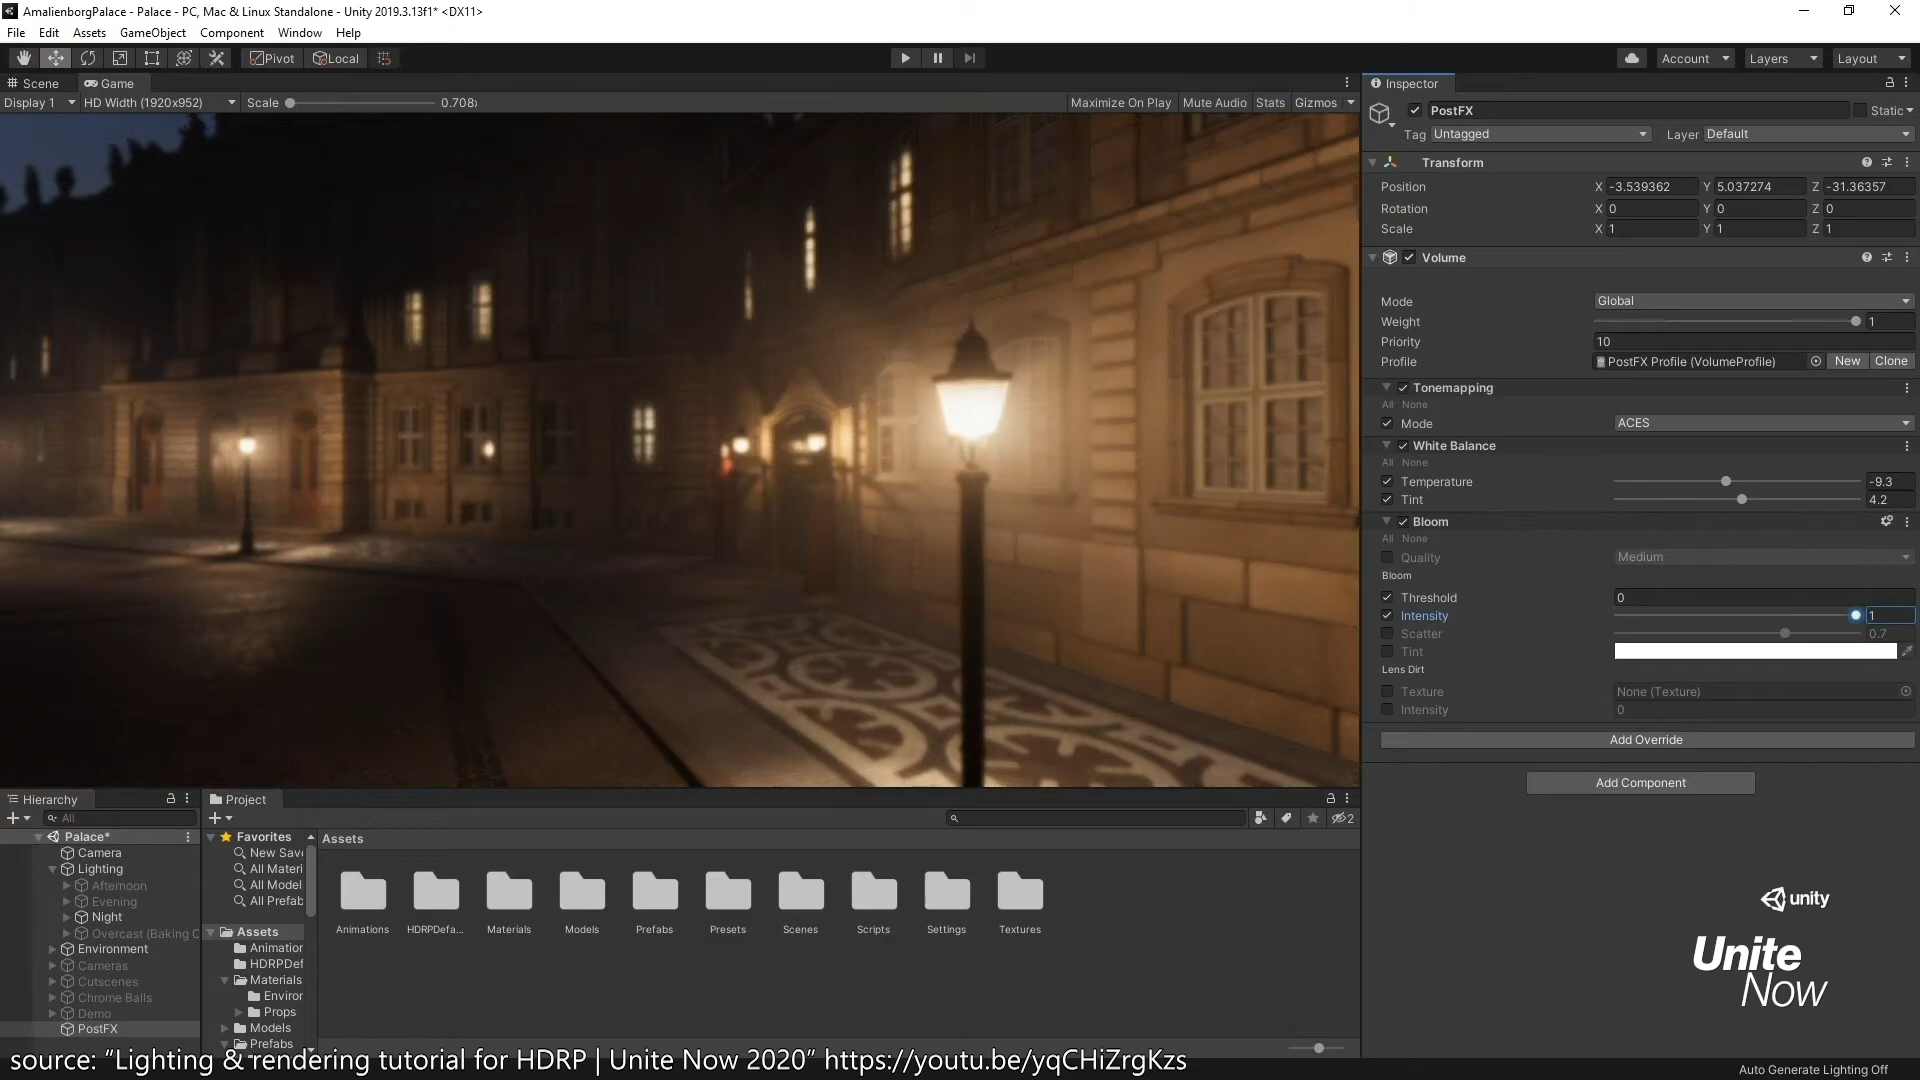 AmalienborgPalace - Palace - PC, Mac & Linux Standalone - Unity 2019.3.13f1* <DX11>
File Edit Assets GameObject Component Window Help
Pivot Local Account Layers Layout
Scene Game
Display 1 HD Width (1920x952) Scale 0.708x Maximize On Play Mute Audio Stats Gizmos
Inspector
PostFX Static
Tag Untagged Layer Default
Transform
Position X -3.539362 Y 5.037274 Z -31.36357
Rotation X 0 Y 0 Z 0
Scale X 1 Y 1 Z 1
Volume
Mode Global
Weight 1
Priority 10
Profile PostFX Profile (VolumeProfile) New Clone
Tonemapping
All None
Mode ACES
White Balance
All None
Temperature -9.3
Tint 4.2
Bloom
All None
Quality Medium
Bloom
Threshold 0
Intensity 1
Scatter 0.7
Tint
Lens Dirt
Texture None (Texture)
Intensity 0
Add Override
Add Component
Hierarchy
All
Palace*
Camera
Lighting
Afternoon
Evening
Night
Overcast (Baking C
Environment
Cameras
Cutscenes
Chrome Balls
Demo
PostFX
Project
2
Favorites
New Save
All Materi
All Model
All Prefab
Assets
Animation
HDRPDef
Materials
Environ
Props
Models
Prefabs
Assets
Animations HDRPDefa... Materials Models Prefabs Presets Scenes Scripts Settings Textures
unity
Unite
Now
source: “Lighting & rendering tutorial for HDRP | Unite Now 2020” https://youtu.be/yqCHiZrgKzs
Auto Generate Lighting Off